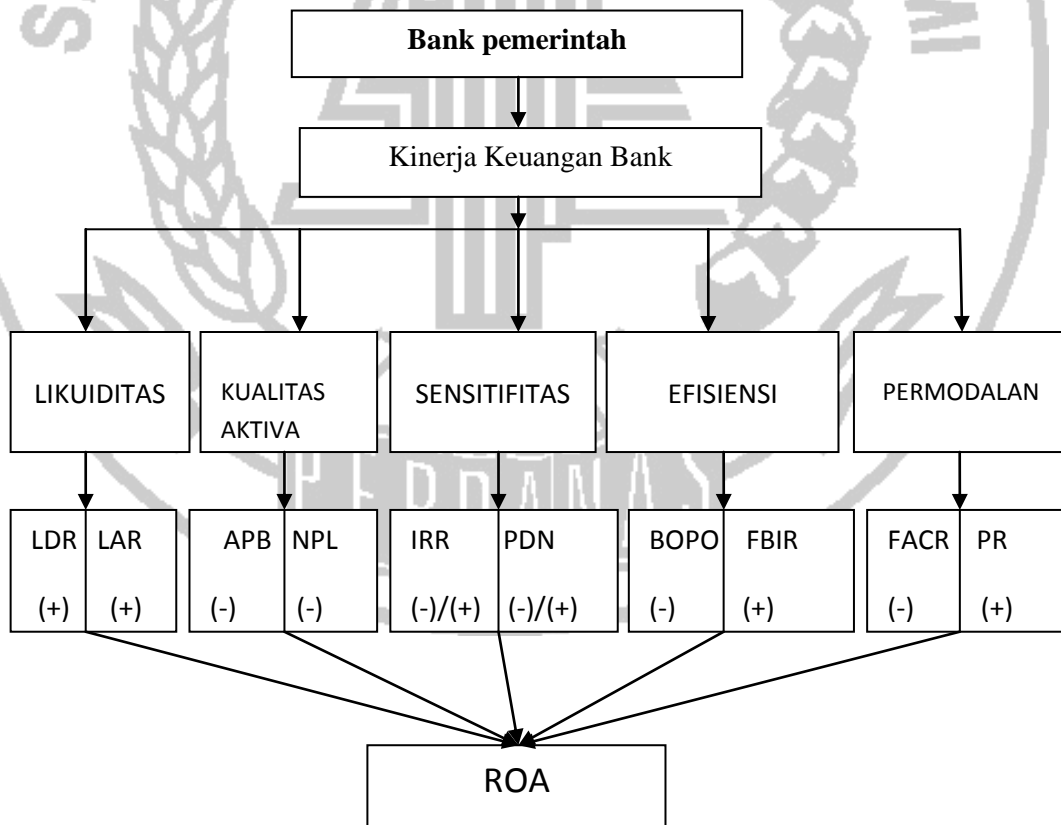 Bank pemerintah
Kinerja Keuangan Bank
LIKUIDITAS
KUALITAS
AKTIVA
SENSITIFITAS
EFISIENSI
PERMODALAN
LDR LAR
(+) (+)
APB NPL
(-) (-)
IRR PDN
(-)/(+) (-)/(+)
BOPO FBIR
(-) (+)
FACR PR
(-) (+)
ROA